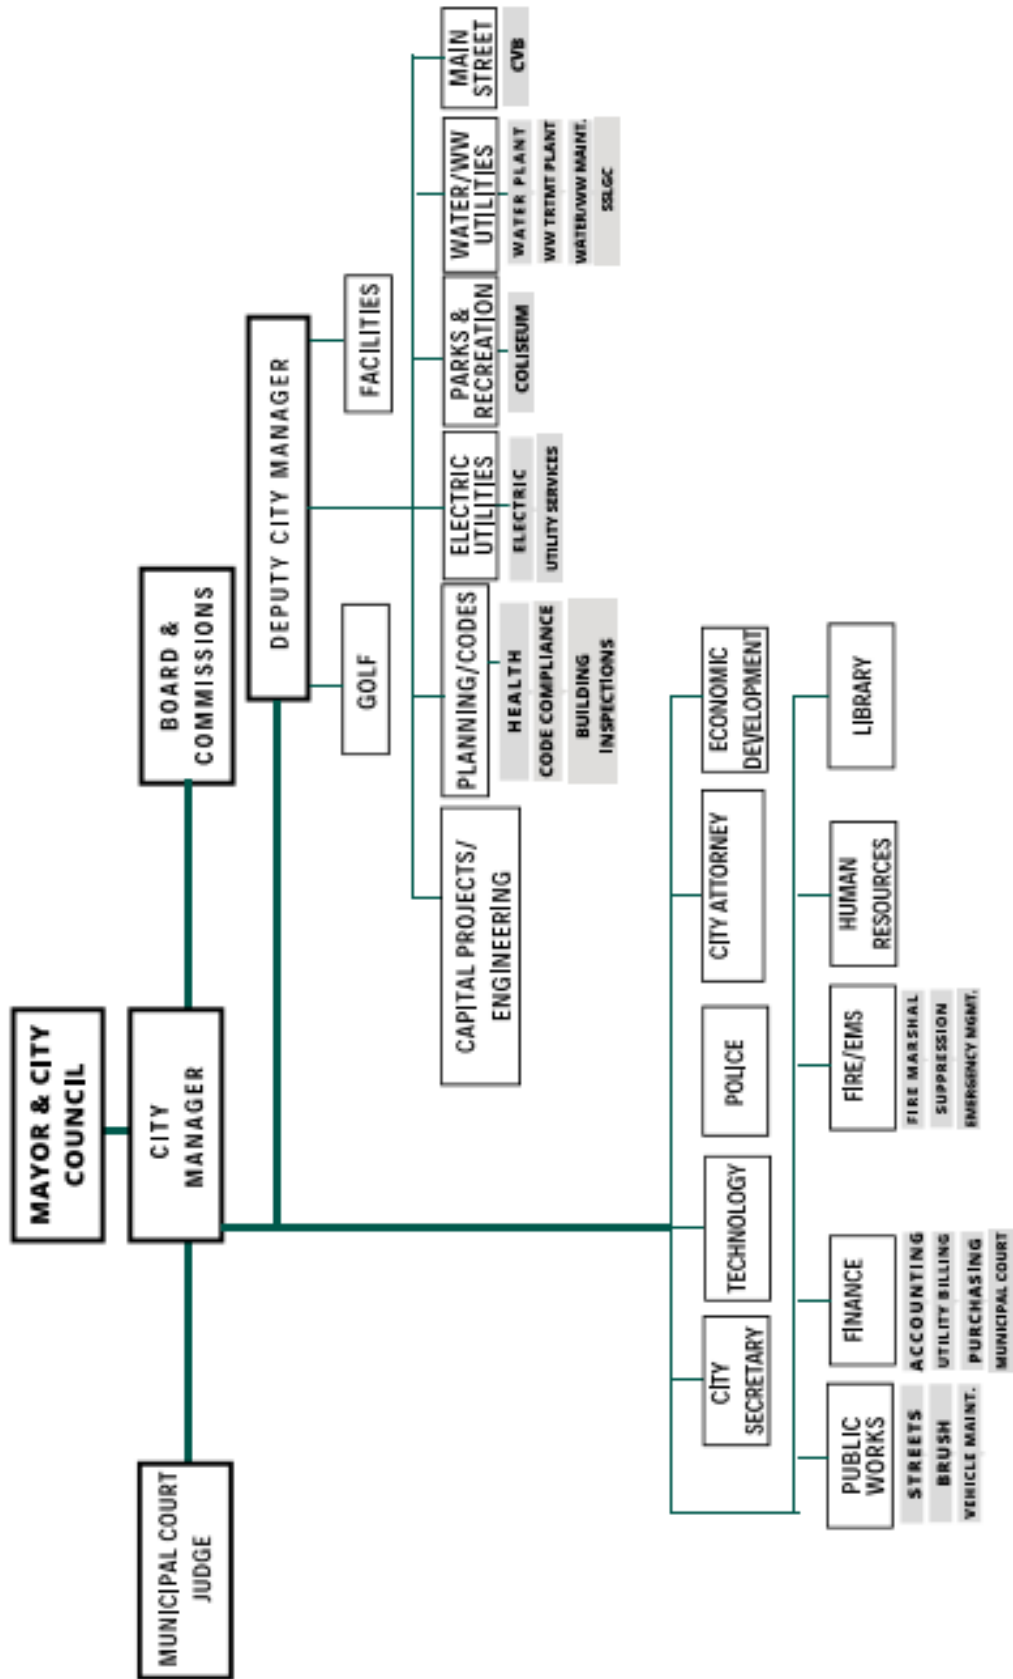 MAYOR & CITY
COUNCIL
MUNICIPAL COURT
JUDGE
CITY
MANAGER
BOARD &
COMMISSIONS
DEPUTY CITY MANAGER
GOLF
FACILITIES
CAPITAL PROJECTS/
ENGINEERING
PLANNING/CODES
HEALTH
CODE COMPLIANCE
BUILDING
INSPECTIONS
ELECTRIC
UTILITIES
ELECTRIC
UTILITY SERVICES
PARKS &
RECREATION
COLISEUM
WATER/WW
UTILITIES
WATER PLANT
WW TRTMT PLANT
WATER/WW MAINT.
SSLGC
MAIN
STREET
CVB
CITY
SECRETARY
TECHNOLOGY
POLICE
CITY ATTORNEY
ECONOMIC
DEVELOPMENT
PUBLIC
WORKS
STREETS
BRUSH
VEHICLE MAINT.
FINANCE
ACCOUNTING
UTILITY BILLING
PURCHASING
MUNICIPAL COURT
FIRE/EMS
FIRE MARSHAL
SUPPRESSION
EMERGENCY MGMT.
HUMAN
RESOURCES
LIBRARY